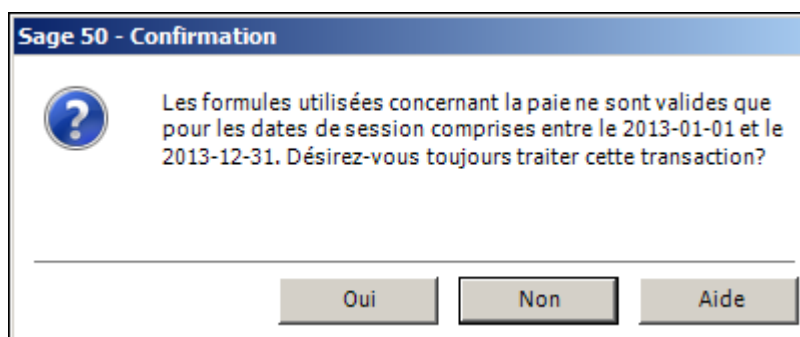 Sage 50 - Confirmation
Les formules utilisées concernant la paie ne sont valides que
pour les dates de session comprises entre le 2013-01-01 et le
2013-12-31. Désirez-vous toujours traiter cette transaction?
Oui
Non
Aide